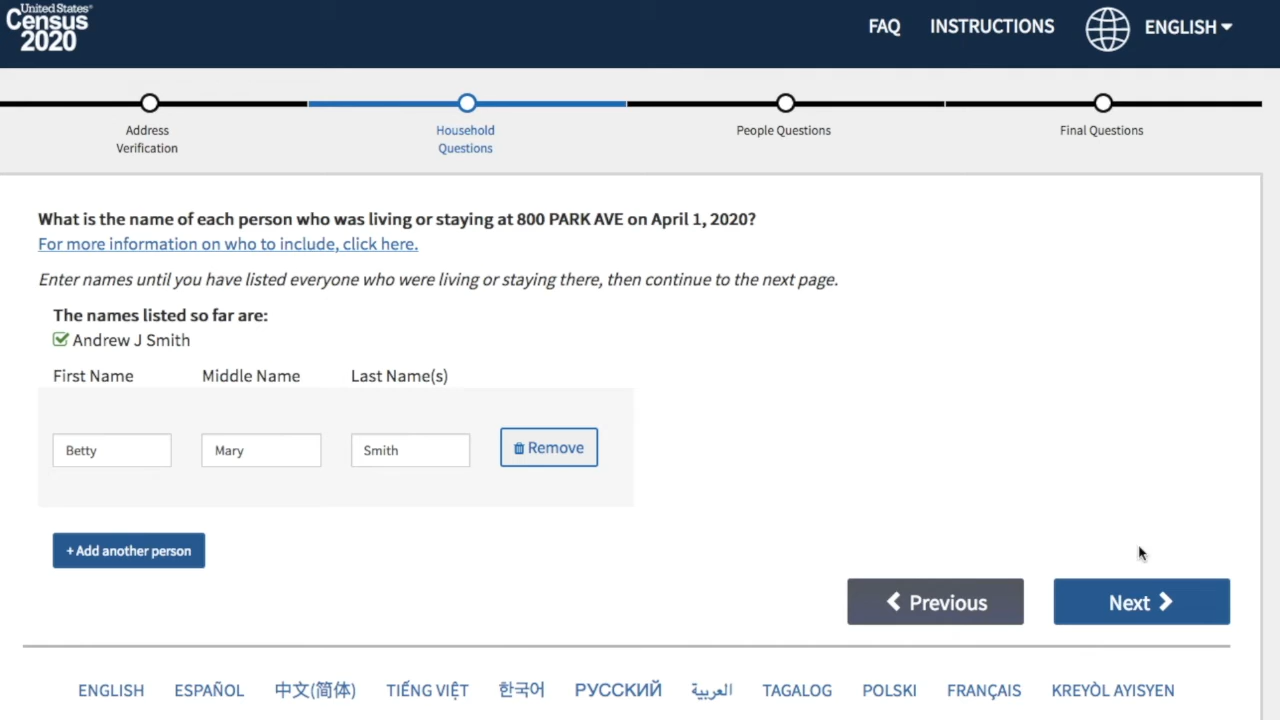 United States®
Census
2020
FAQ INSTRUCTIONS ENGLISH
Address
Verification
Household
Questions
People Questions
Final Questions
What is the name of each person who was living or staying at 800 PARK AVE on April 1, 2020?
For more information on who to include, click here.
Enter names until you have listed everyone who were living or staying there, then continue to the next page.
The names listed so far are:
Andrew J Smith
First Name Middle Name Last Name(s)
Betty Mary Smith Remove
+ Add another person
Previous Next
ENGLISH ESPAÑOL 中文(简体) TIẾNG VIỆT 한국어 РУССКИЙ العربية TAGALOG POLSKI FRANÇAIS KREYÒL AYISYEN